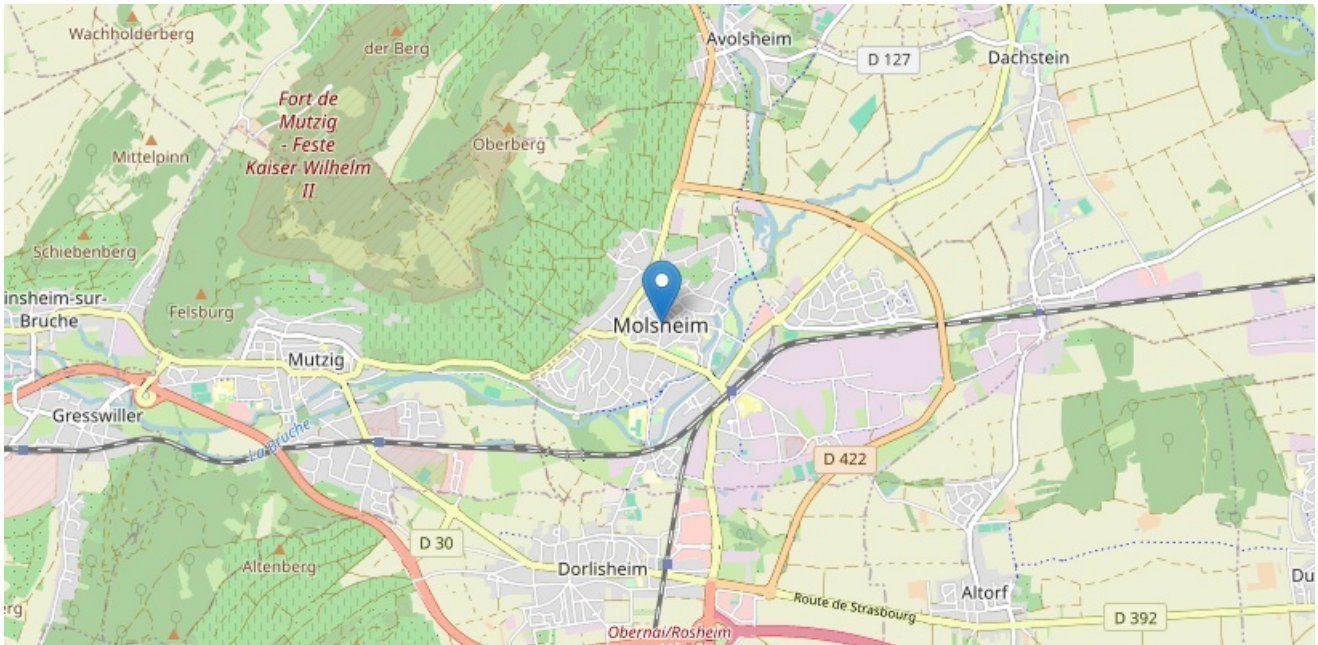 Wachholderberg
der Berg
Avolsheim
D 127
Dachstein
Fort de
Mutzig
- Feste
Kaiser Wilhelm
II
Oberberg
Mittelpinn
Schiebenberg
insheim-sur-
Bruche
Felsburg
Molsheim
Mutzig
Gresswiller
La Bruche
D 422
D 30
Altenberg
Dorlisheim
Altorf
Du
Route de Strasbourg
erg
D 392
Obernai/Rosheim